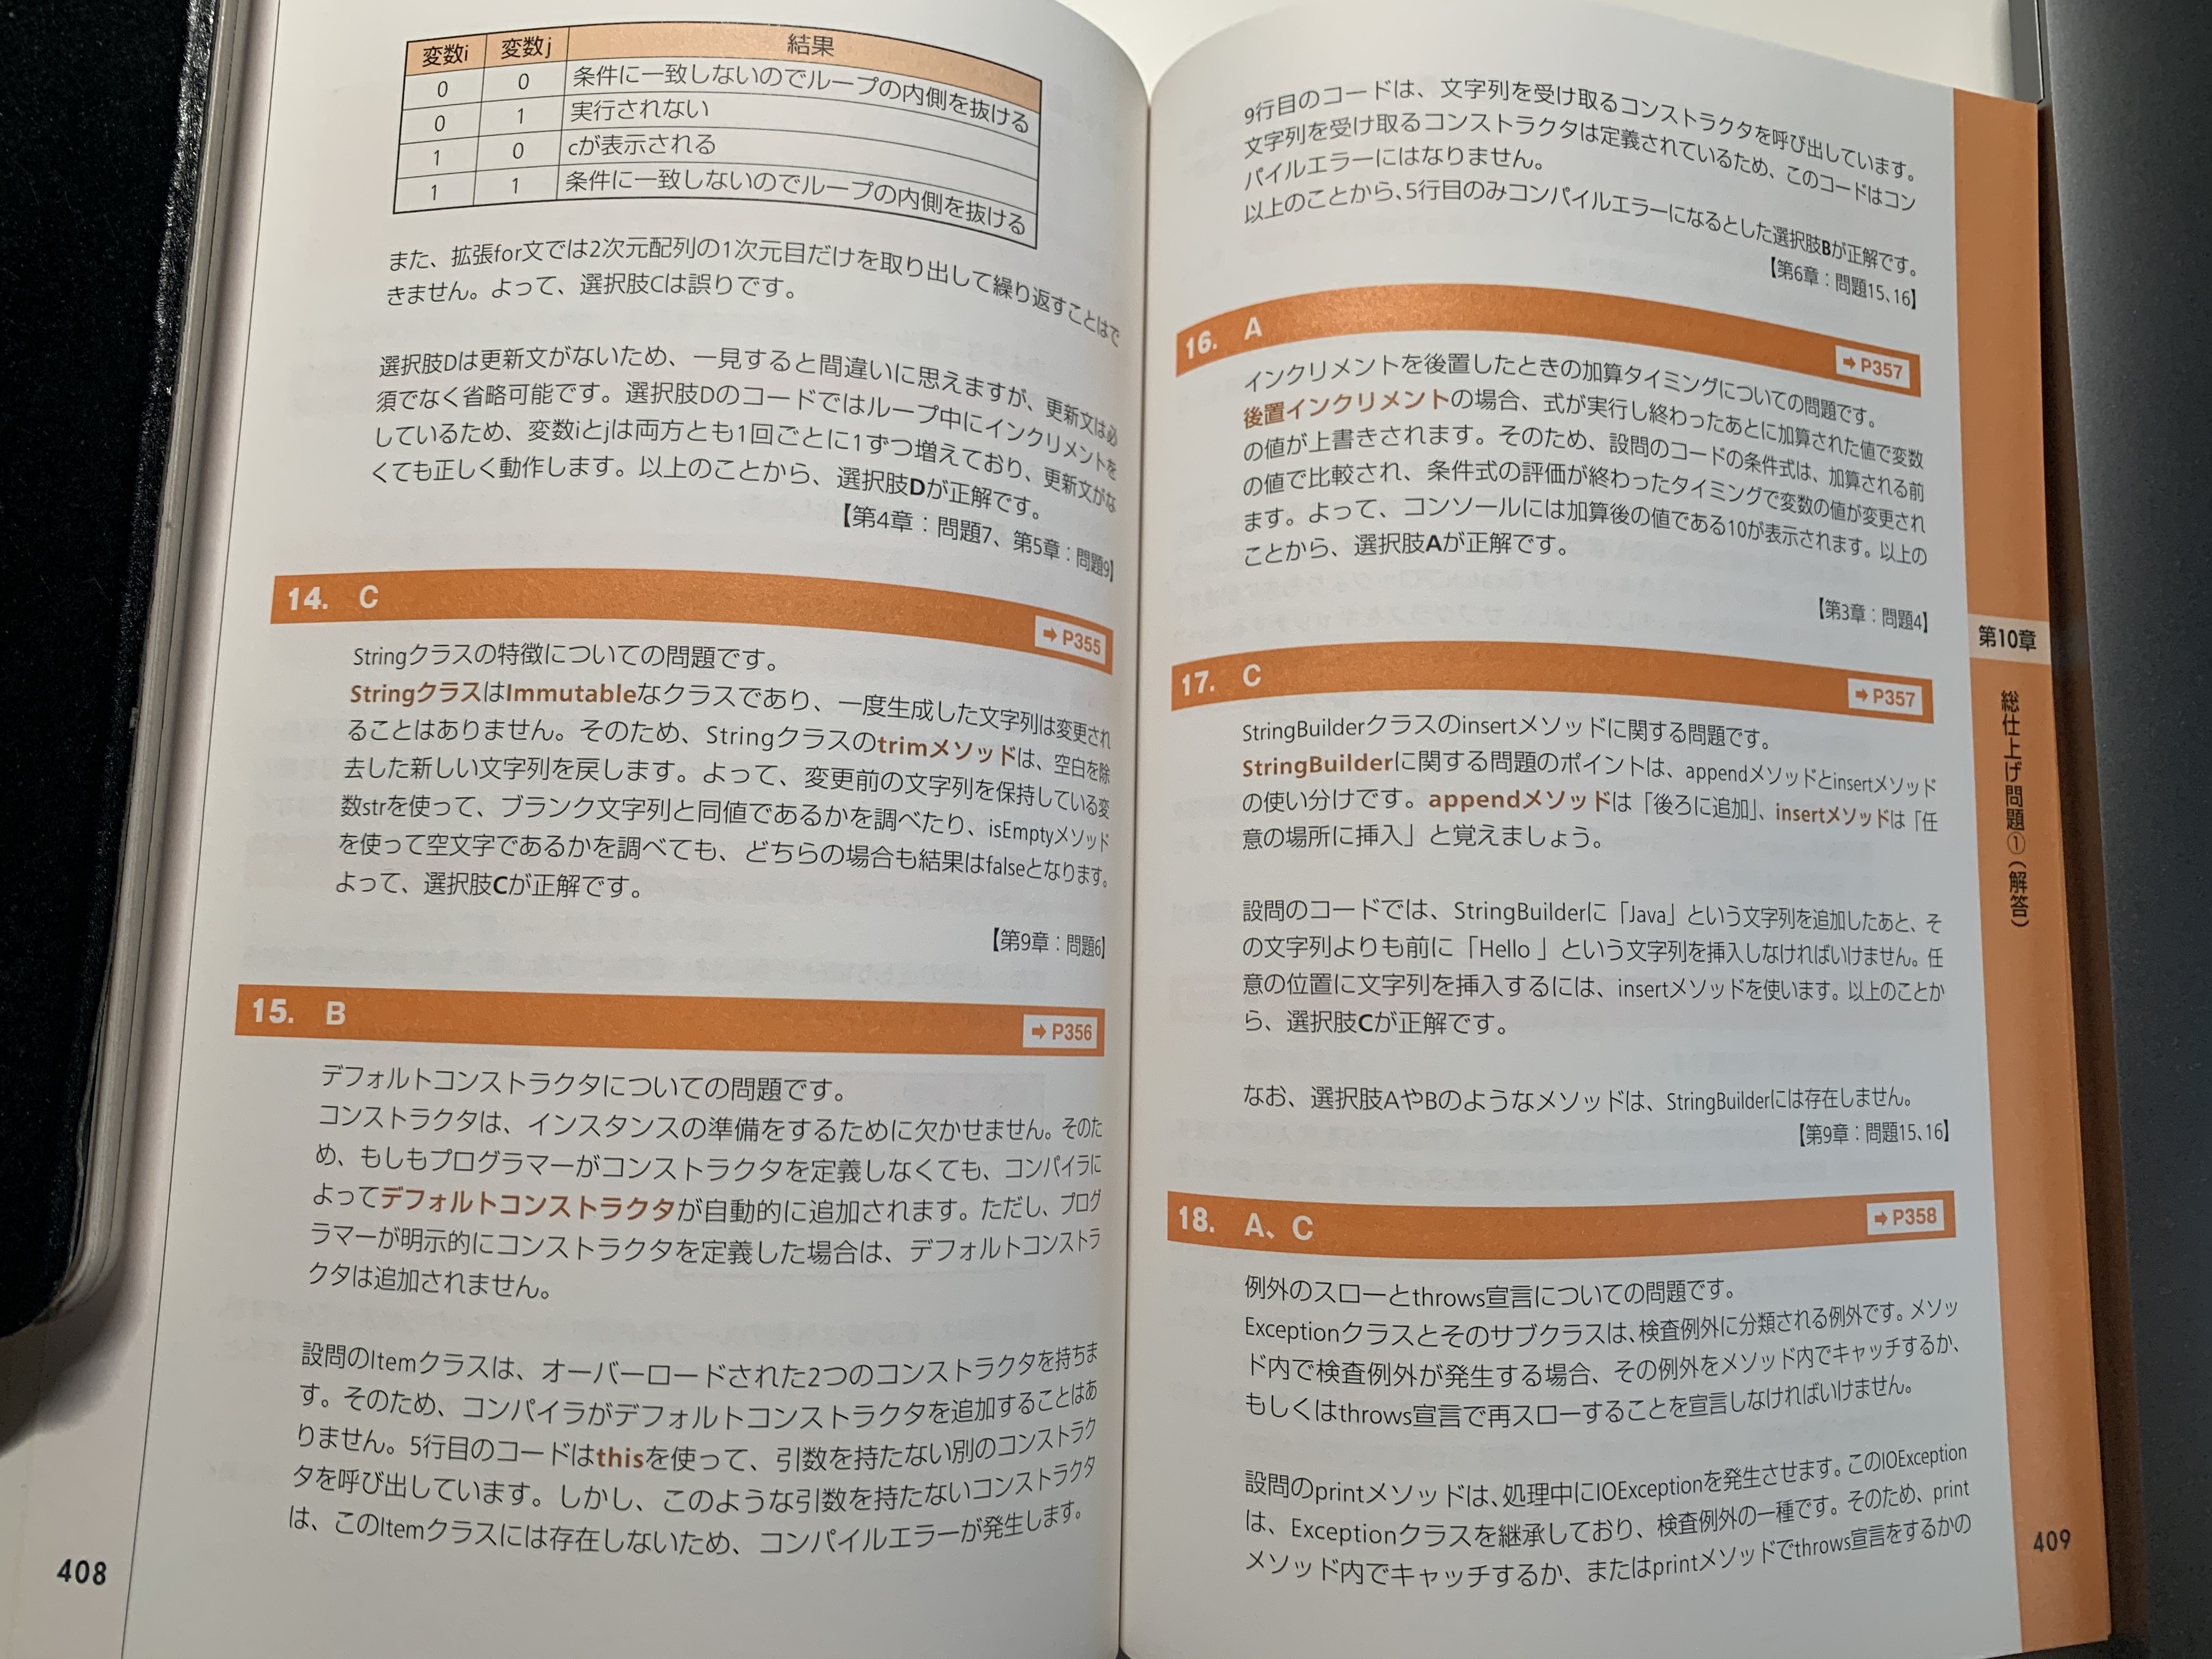 変数i 変数j 結果
0 0 条件に一致しないのでループの内側を抜ける
0 1 実行されない
1 0 cが表示される
1 1 条件に一致しないのでループの内側を抜ける
また、拡張for文では2次元配列の1次元目だけを取り出して繰り返すことはで
きません。よって、選択肢Cは誤りです。
選択肢Dは更新文がないため、一見すると間違いに思えますが、更新文は必
須でなく省略可能です。選択肢Dのコードではループ中にインクリメントを
しているため、変数iとjは両方とも1回ごとに1ずつ増えており、更新文がな
くても正しく動作します。以上のことから、選択肢Dが正解です。
【第4章：問題7、第5章：問題9】
14. C
➡P355
Stringクラスの特徴についての問題です。
StringクラスはImmutableなクラスであり、一度生成した文字列は変更され
ることはありません。そのため、Stringクラスのtrimメソッドは、空白を除
去した新しい文字列を戻します。よって、変更前の文字列を保持している変
数strを使って、ブランク文字列と同値であるかを調べたり、isEmptyメソッド
を使って空文字であるかを調べても、どちらの場合も結果はfalseとなります。
よって、選択肢Cが正解です。
【第9章：問題6】
15. B
➡P356
デフォルトコンストラクタについての問題です。
コンストラクタは、インスタンスの準備をするために欠かせません。そのた
め、もしもプログラマーがコンストラクタを定義しなくても、コンパイラに
よってデフォルトコンストラクタが自動的に追加されます。ただし、プログ
ラマーが明示的にコンストラクタを定義した場合は、デフォルトコンストラ
クタは追加されません。
設問のItemクラスは、オーバーロードされた2つのコンストラクタを持ちま
す。そのため、コンパイラがデフォルトコンストラクタを追加することはあ
りません。5行目のコードはthisを使って、引数を持たない別のコンストラク
タを呼び出しています。しかし、このような引数を持たないコンストラクタ
は、このItemクラスには存在しないため、コンパイルエラーが発生します。
408
9行目のコードは、文字列を受け取るコンストラクタを呼び出しています。
文字列を受け取るコンストラクタは定義されているため、このコードはコン
パイルエラーにはなりません。
以上のことから、5行目のみコンパイルエラーになるとした選択肢Bが正解です。
【第6章：問題15、16】
16. A
➡P357
インクリメントを後置したときの加算タイミングについての問題です。
後置インクリメントの場合、式が実行し終わったあとに加算された値で変数
の値が上書きされます。そのため、設問のコードの条件式は、加算される前
の値で比較され、条件式の評価が終わったタイミングで変数の値が変更され
ます。よって、コンソールには加算後の値である10が表示されます。以上の
ことから、選択肢Aが正解です。
【第3章：問題4】
17. C
➡P357
StringBuilderクラスのinsertメソッドに関する問題です。
StringBuilderに関する問題のポイントは、appendメソッドとinsertメソッド
の使い分けです。appendメソッドは「後ろに追加」、insertメソッドは「任
意の場所に挿入」と覚えましょう。
設問のコードでは、StringBuilderに「Java」という文字列を追加したあと、そ
の文字列よりも前に「Hello 」という文字列を挿入しなければいけません。任
意の位置に文字列を挿入するには、insertメソッドを使います。以上のことか
ら、選択肢Cが正解です。
なお、選択肢AやBのようなメソッドは、StringBuilderには存在しません。
【第9章：問題15、16】
18. A、C
➡P358
例外のスローとthrows宣言についての問題です。
Exceptionクラスとそのサブクラスは、検査例外に分類される例外です。メソッ
ド内で検査例外が発生する場合、その例外をメソッド内でキャッチするか、
もしくはthrows宣言で再スローすることを宣言しなければいけません。
設問のprintメソッドは、処理中にIOExceptionを発生させます。このIOException
は、Exceptionクラスを継承しており、検査例外の一種です。そのため、print
メソッド内でキャッチするか、またはprintメソッドでthrows宣言をするかの
第10章
総仕上げ問題①（解答）
409